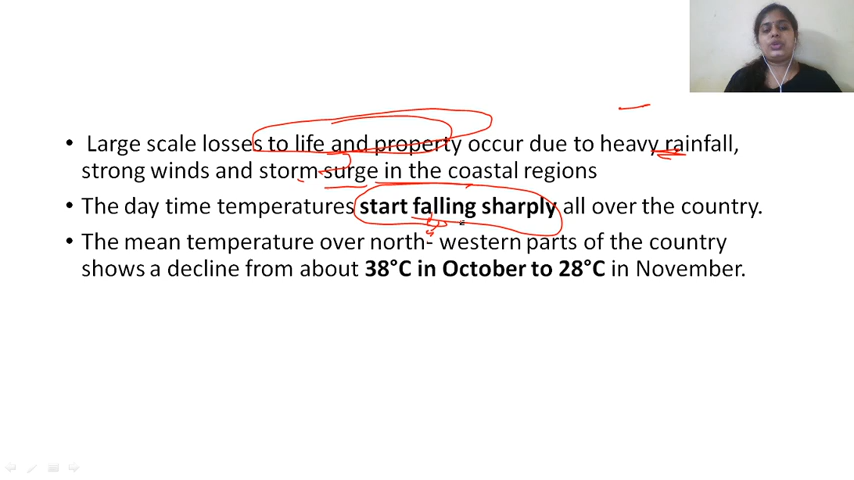 • Large scale losses to life and property occur due to heavy rainfall,
strong winds and storm surge in the coastal regions
• The day time temperatures start falling sharply all over the country.
• The mean temperature over north- western parts of the country
shows a decline from about 38°C in October to 28°C in November.